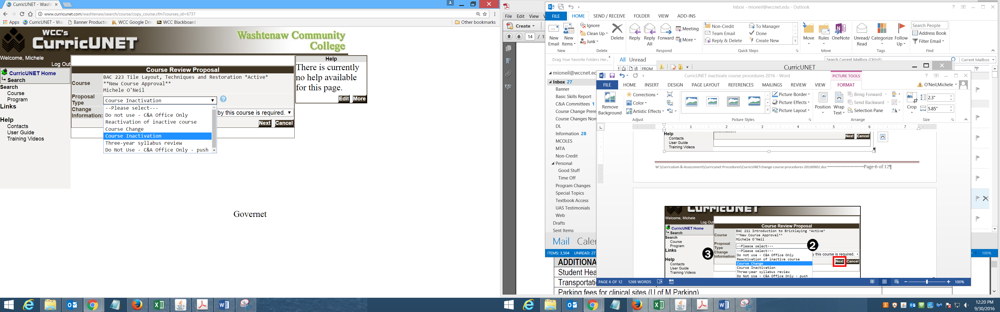 CurricUNET - Washt
www.curricunet.com/washtenaw/search/course/copy_course.cfm?courses_id=6737
Apps CurricUNET - Wa Banner Productio WCC Google Driv WCC Blackboard Other bookmarks
WCC's
CurricUNET
Washtenaw Community
College
Welcome, Michele
Log Out
CurricUNET Home
Search
Search
Course
Program
Links
Help
Contacts
User Guide
Training Videos
Course Review Proposal
Course
BAC 223 Tile Layout, Techniques and Restoration *Active*
**New Course Approval**
Michele O'Neil
Proposal
Type
Course Inactivation
Change
Information:
by this course is required.
--Please select---
Do not use - C&A Office Only
Reactivation of inactive course
Course Change
Course Inactivation
Three-year syllabus review
Do Not Use - C&A Office Only - push
Next Cancel
Help
There is currently
no help available
for this page.
Edit More
Governet
File Edit View
Create
14 / 15
Inbox - mioneil@wccnet.edu - Outlook
FILE HOME SEND / RECEIVE FOLDER VIEW ADD-INS
New
Email
New
Items
Ignore
Clean Up
Junk
Delete
Reply
Reply
All
Forward
Meeting
More
Non-Credit
Team Email
Reply & Delete
To Manager
Done
Create New
Move
Rules
OneNote
Unread/
Read
Categorize
Follow
Up
Search People
Address Book
Filter Email
New Delete Respond Quick Steps Move Tags Find
Drag Your Favorite Folders Her
All Unread
Search Current Mailbox (Ctrl+E)
Current Mailbox
FROM
mioneil@wccnet.ed
Inbox 27
Banner
Basic Skills Report
C&A Committees 1
Course Change Prere
Course Changes Non
DL
Information 28
MCOLES
MTA
Non-Credit
Personal
Good Stuff
Time Off
Program Changes
Special Topics
Textbook Access
UAS Testimonials
Web
Drafts
Sent Items
Mail Caler
ITEMS: 3,504 UNREAD: 27
100%
CurricUNET
CurricUNET inactivate course procedures 2016 - Word
PICTURE TOOLS
FILE HOME INSERT DESIGN PAGE LAYOUT REFERENCES MAILINGS REVIEW VIEW FORMAT
O'Neil,Michele
Remove
Background
Corrections
Color
Artistic Effects
Adjust
Picture Styles
Picture Border
Picture Effects
Picture Layout
Position
Wrap
Text
Bring Forward
Send Backward
Selection Pane
Arrange
Crop
2.3"
5.85"
Size
1 2 3 4 5 6 7
Help
Contacts
User Guide
Training Videos
Next Cancel
W:\Curriculum-&-Assessment\Curricunet-Procedures\CurricUNETchange-course-procedures-20100902.doc Page 6 of 12¶
CurricUNET
Welcome, Michele
Log Out
CurricUNET Home
Search
Search
Course
Program
Links
Help
Contacts
User Guide
Training Videos
Course Review Proposal
Course
BAC 211 Introduction to Bricklaying *Active*
**New Course Approval**
Michele O'Neil
Proposal
Type
--Please select---
2
3
Change
Information:
y this course is required.
--Please select---
Do not use - C&A Office Only
Reactivation of inactive course
Course Change
Course Inactivation
Three-year syllabus review
Do Not Use - C&A Office Only - push
Next Cancel
PAGE 6 OF 12 1269 WORDS
100%
ADDITIONA
Student Hea
Transportati
Parking fees for clinical sites (U of M Parking)
12:20 PM
9/30/2016